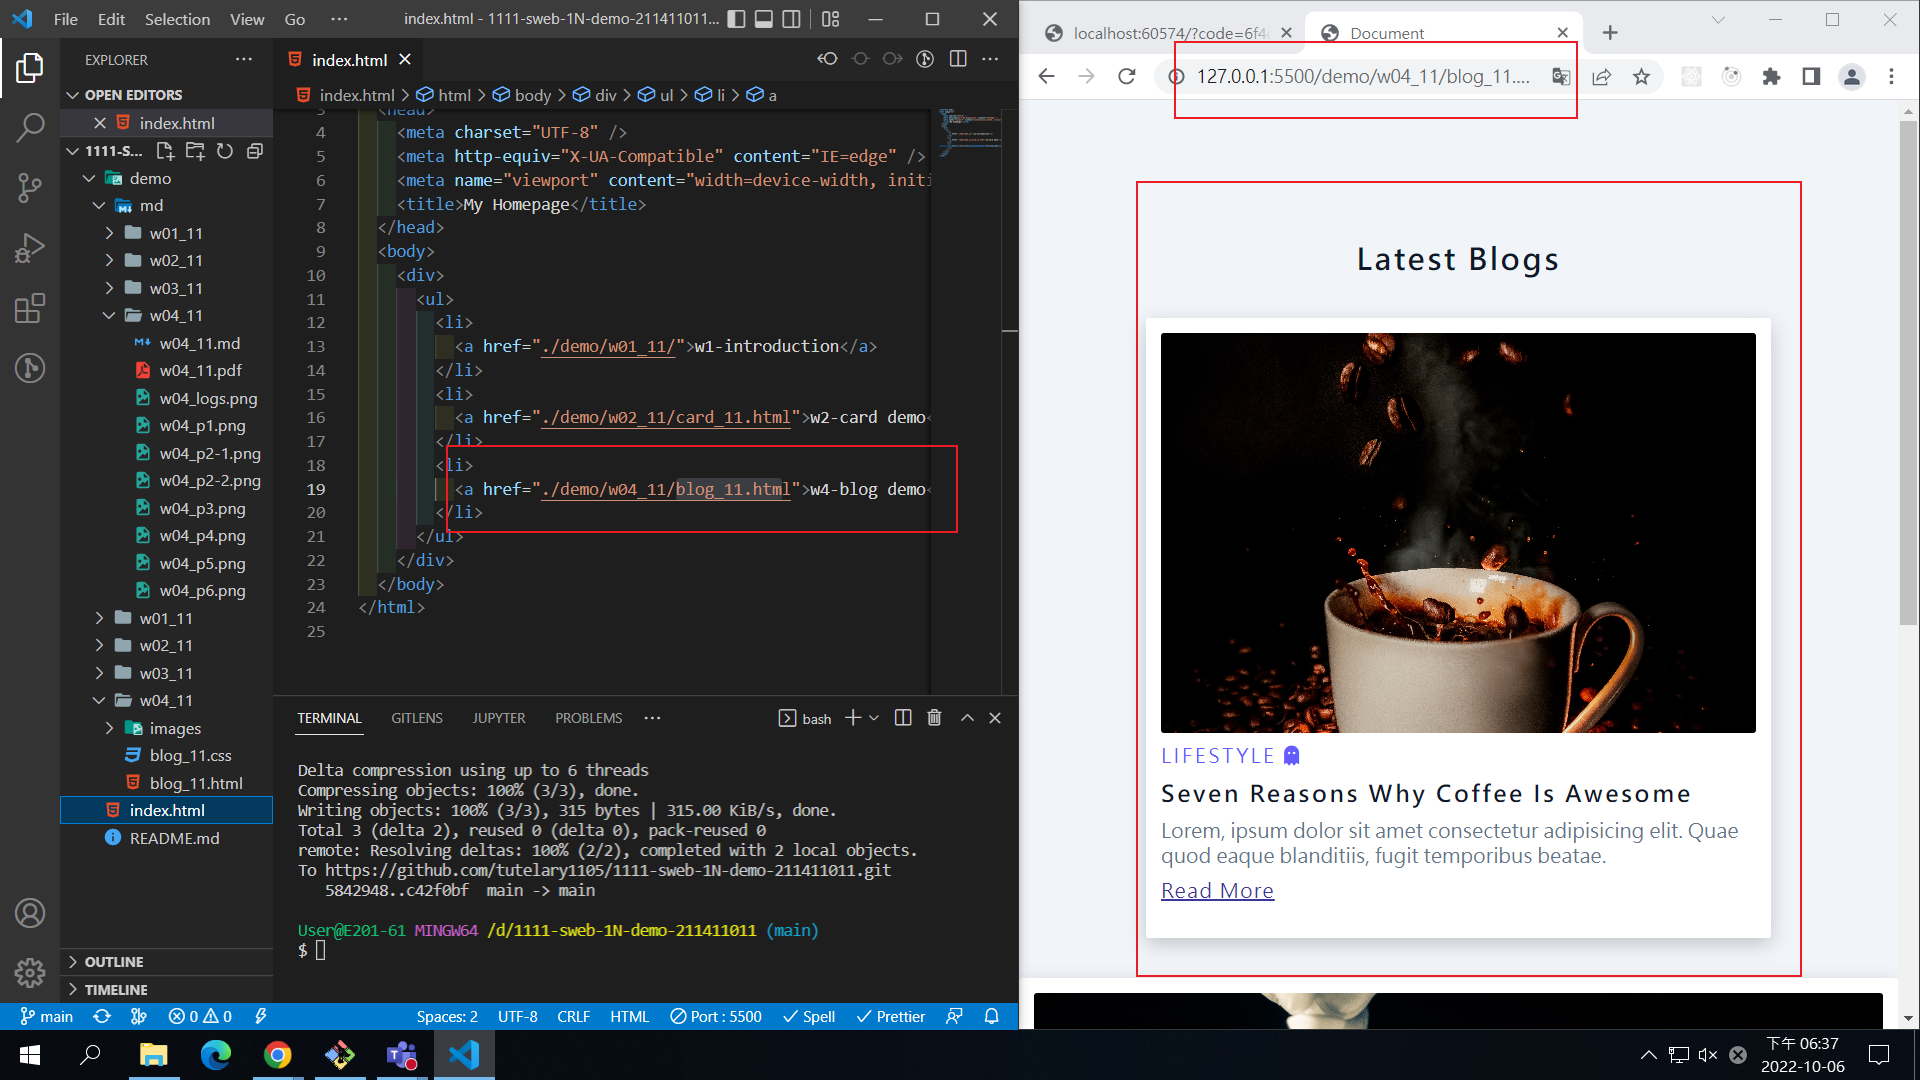 File Edit Selection View Go ··· index.html - 1111-sweb-1N-demo-211411011...
EXPLORER ···
OPEN EDITORS
index.html
1111-S...
demo
md
w01_11
w02_11
w03_11
w04_11
w04_11.md
w04_11.pdf
w04_logs.png
w04_p1.png
w04_p2-1.png
w04_p2-2.png
w04_p3.png
w04_p4.png
w04_p5.png
w04_p6.png
w01_11
w02_11
w03_11
w04_11
images
blog_11.css
blog_11.html
index.html
README.md
OUTLINE
TIMELINE
index.html
index.html > html > body > div > ul > li > a
3 <head>
4 <meta charset="UTF-8" />
5 <meta http-equiv="X-UA-Compatible" content="IE=edge" />
6 <meta name="viewport" content="width=device-width, initi
7 <title>My Homepage</title>
8 </head>
9 <body>
10 <div>
11 <ul>
12 <li>
13 <a href="./demo/w01_11/">w1-introduction</a>
14 </li>
15 <li>
16 <a href="./demo/w02_11/card_11.html">w2-card demo<
17 </li>
18 <li>
19 <a href="./demo/w04_11/blog_11.html">w4-blog demo<
20 </li>
21 </ul>
22 </div>
23 </body>
24 </html>
25
TERMINAL GITLENS JUPYTER PROBLEMS ··· bash
Delta compression using up to 6 threads
Compressing objects: 100% (3/3), done.
Writing objects: 100% (3/3), 315 bytes | 315.00 KiB/s, done.
Total 3 (delta 2), reused 0 (delta 0), pack-reused 0
remote: Resolving deltas: 100% (2/2), completed with 2 local objects.
To https://github.com/tutelary1105/1111-sweb-1N-demo-211411011.git
5842948..c42f0bf main -> main
User@E201-61 MINGW64 /d/1111-sweb-1N-demo-211411011 (main)
$
main 0 0 Spaces: 2 UTF-8 CRLF HTML Port : 5500 Spell Prettier
localhost:60574/?code=6f4 Document
127.0.0.1:5500/demo/w04_11/blog_11....
Latest Blogs
LIFESTYLE
Seven Reasons Why Coffee Is Awesome
Lorem, ipsum dolor sit amet consectetur adipisicing elit. Quae
quod eaque blanditiis, fugit temporibus beatae.
Read More
下午 06:37
2022-10-06